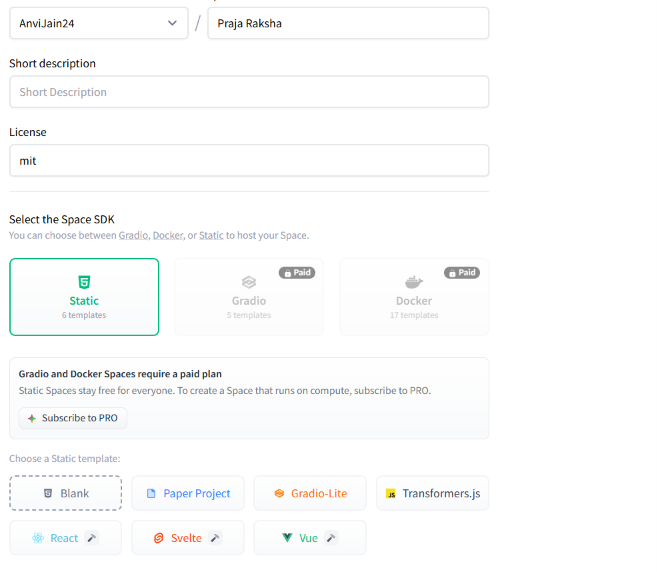 AnviJain24 / Praja Raksha
Short description
Short Description
License
mit
Select the Space SDK
You can choose between Gradio, Docker, or Static to host your Space.
Static
6 templates
Paid
Gradio
5 templates
Paid
Docker
17 templates
Gradio and Docker Spaces require a paid plan
Static Spaces stay free for everyone. To create a Space that runs on compute, subscribe to PRO.
Subscribe to PRO
Choose a Static template:
Blank
Paper Project
Gradio-Lite
JS Transformers.js
React
Svelte
Vue